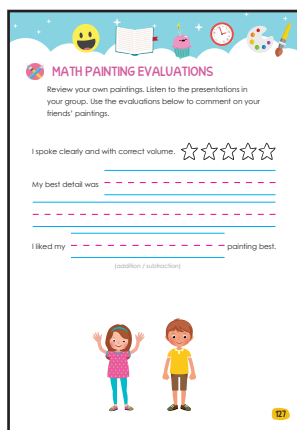 MATH PAINTING EVALUATIONS
Review your own paintings. Listen to the presentations in
your group. Use the evaluations below to comment on your
friends’ paintings.
I spoke clearly and with correct volume.
My best detail was
I liked my painting best.
(addition / subtraction)
127